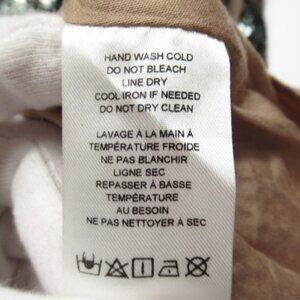 HAND WASH COLD
DO NOT BLEACH
LINE DRY
COOL IRON IF NEEDED
DO NOT DRY CLEAN
LAVAGE À LA MAIN À
TEMPÉRATURE FROIDE
NE PAS BLANCHIR
LIGNE SEC
REPASSER À BASSE
TEMPÉRATURE
AU BESOIN
NE PAS NETTOYER À SEC